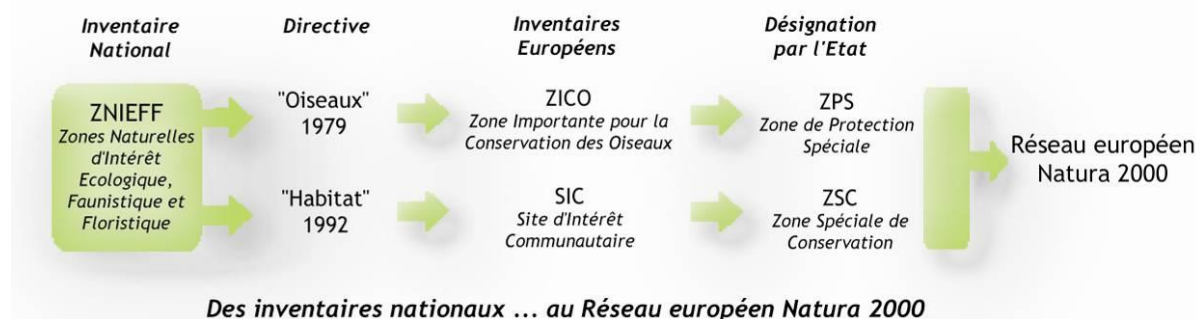 Inventaire
National
Directive
Inventaires
Européens
Désignation
par l'Etat
ZNIEFF
Zones Naturelles
d'Intérêt
Ecologique,
Faunistique et
Floristique
"Oiseaux"
1979
ZICO
Zone Importante pour la
Conservation des Oiseaux
ZPS
Zone de Protection
Spéciale
"Habitat"
1992
SIC
Site d'Intérêt
Communautaire
ZSC
Zone Spéciale de
Conservation
Réseau européen
Natura 2000
Des inventaires nationaux ... au Réseau européen Natura 2000